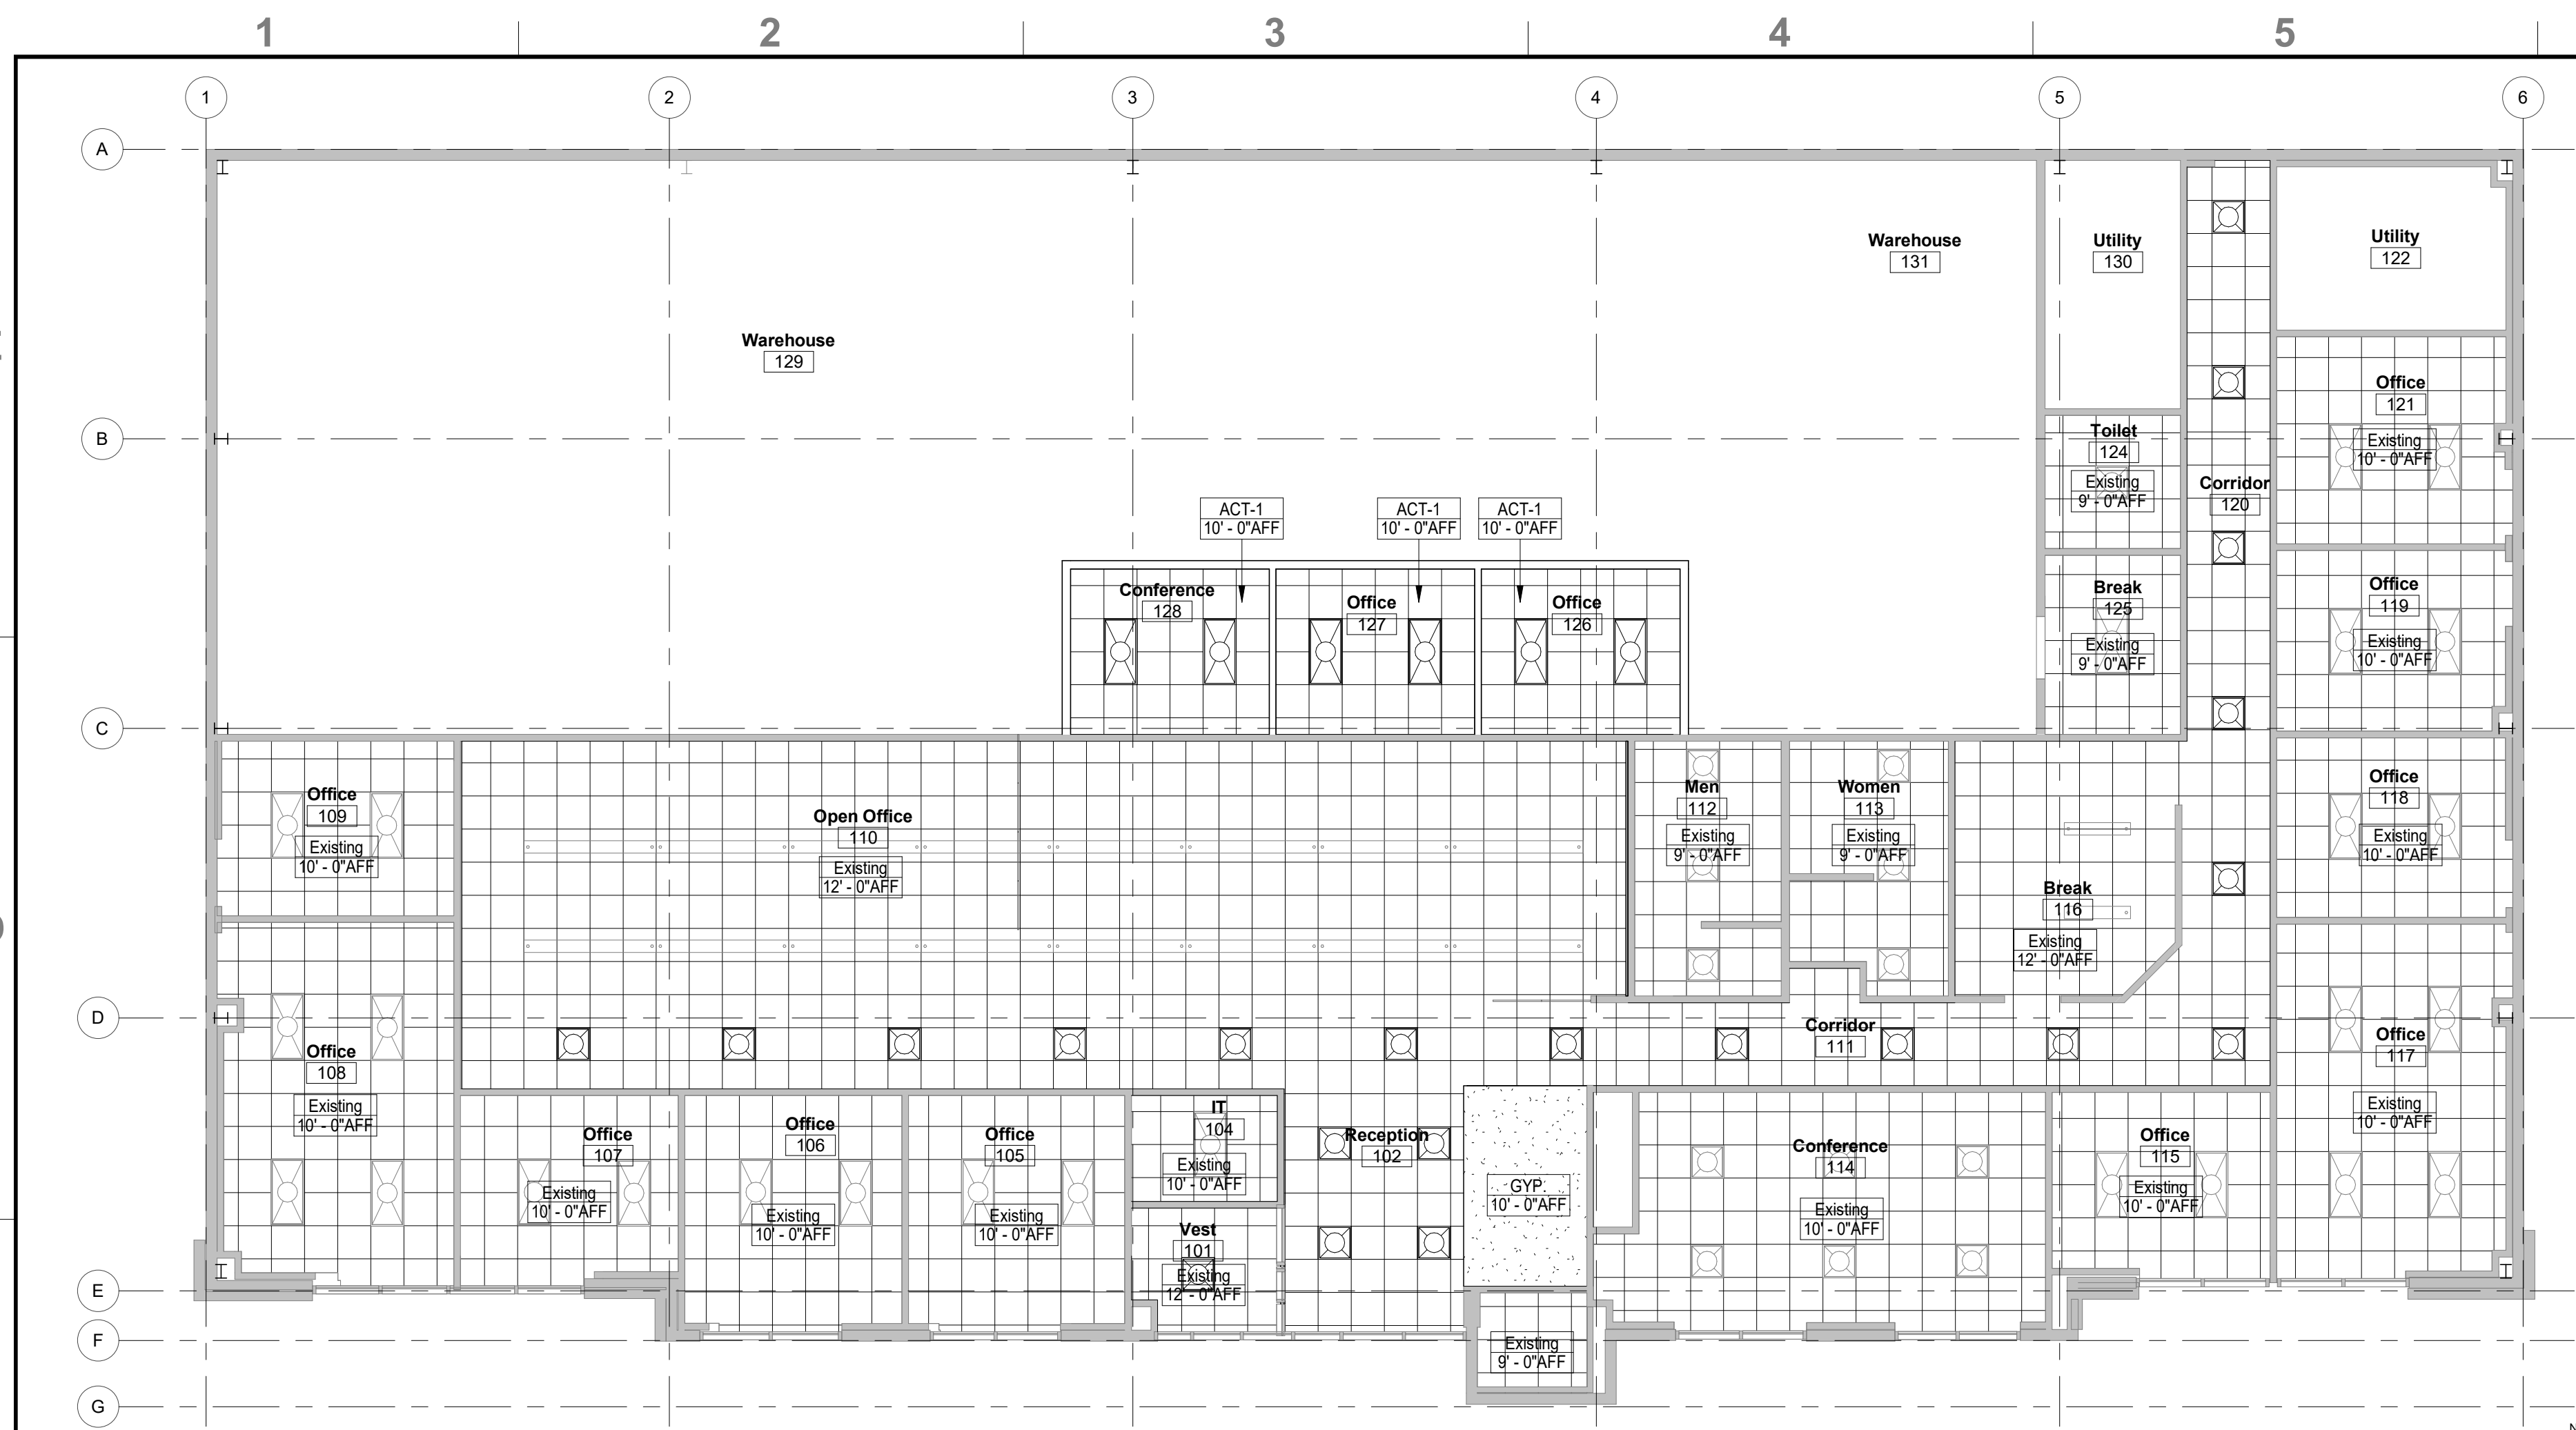 1 2 3 4 5
1 2 3 4 5 6
A
B
C
D
E
F
G
Warehouse
129
Warehouse
131
Utility
130
Utility
122
Office
121
Existing
10' - 0"AFF
Toilet
124
Existing
9' - 0"AFF
Corridor
120
ACT-1
10' - 0"AFF
ACT-1
10' - 0"AFF
ACT-1
10' - 0"AFF
Conference
128
Office
127
Office
126
Break
125
Existing
9' - 0"AFF
Office
119
Existing
10' - 0"AFF
Office
109
Existing
10' - 0"AFF
Open Office
110
Existing
12' - 0"AFF
Men
112
Existing
9' - 0"AFF
Women
113
Existing
9' - 0"AFF
Break
116
Existing
12' - 0"AFF
Office
118
Existing
10' - 0"AFF
Office
108
Existing
10' - 0"AFF
Corridor
111
Office
117
Existing
10' - 0"AFF
Office
107
Existing
10' - 0"AFF
Office
106
Existing
10' - 0"AFF
Office
105
Existing
10' - 0"AFF
IT
104
Existing
10' - 0"AFF
Reception
102
GYP.
10' - 0"AFF
Conference
114
Existing
10' - 0"AFF
Office
115
Existing
10' - 0"AFF
Vest
101
Existing
12' - 0"AFF
Existing
9' - 0"AFF